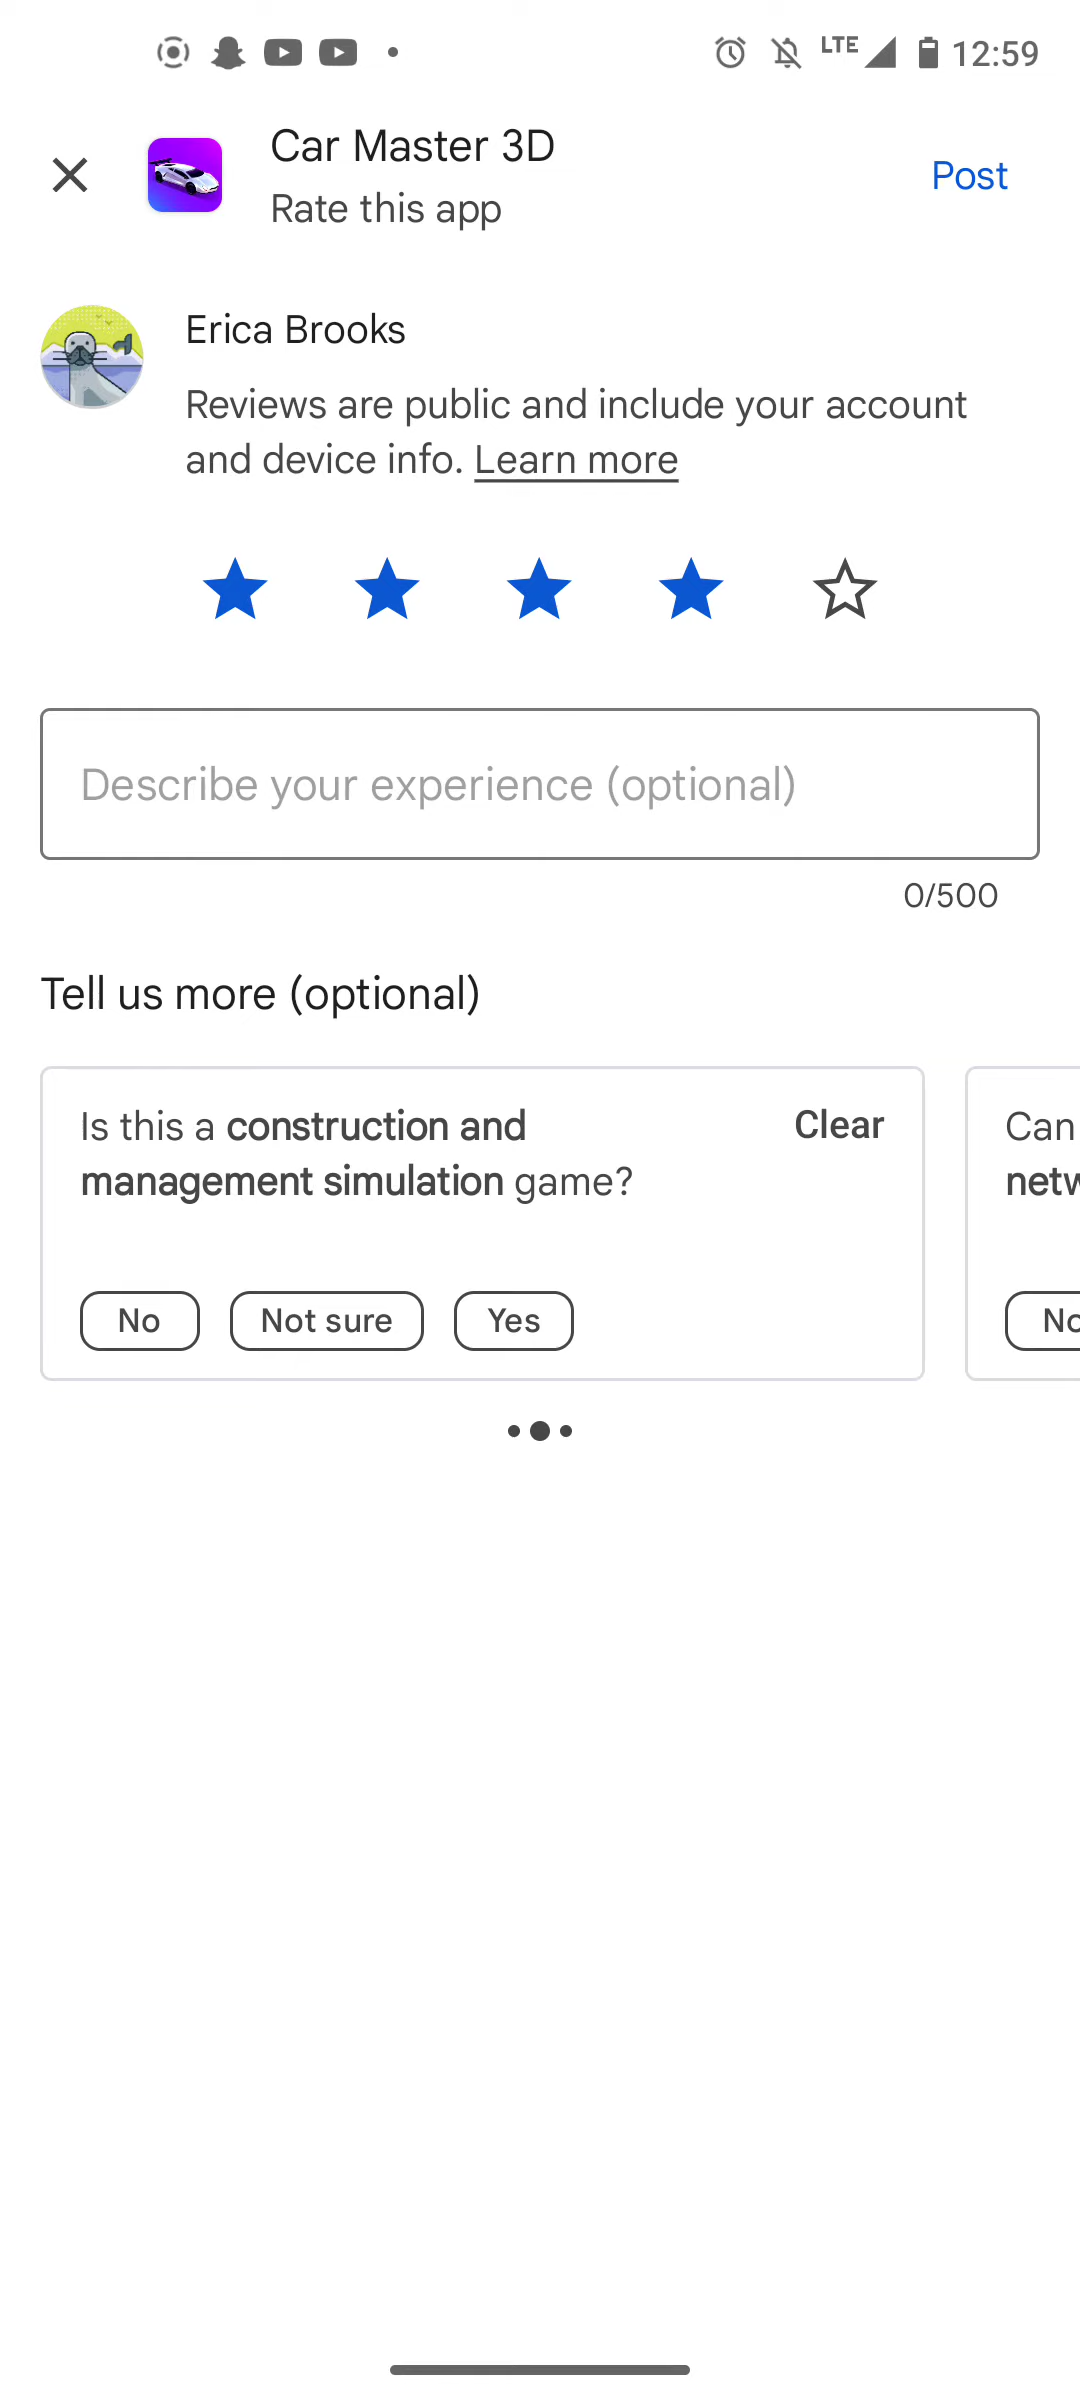 LTE 12:59
Car Master 3D
Rate this app
Post
Erica Brooks
Reviews are public and include your account
and device info. Learn more
Describe your experience (optional)
0/500
Tell us more (optional)
Is this a construction and
management simulation game?
Clear
No Not sure Yes
Can